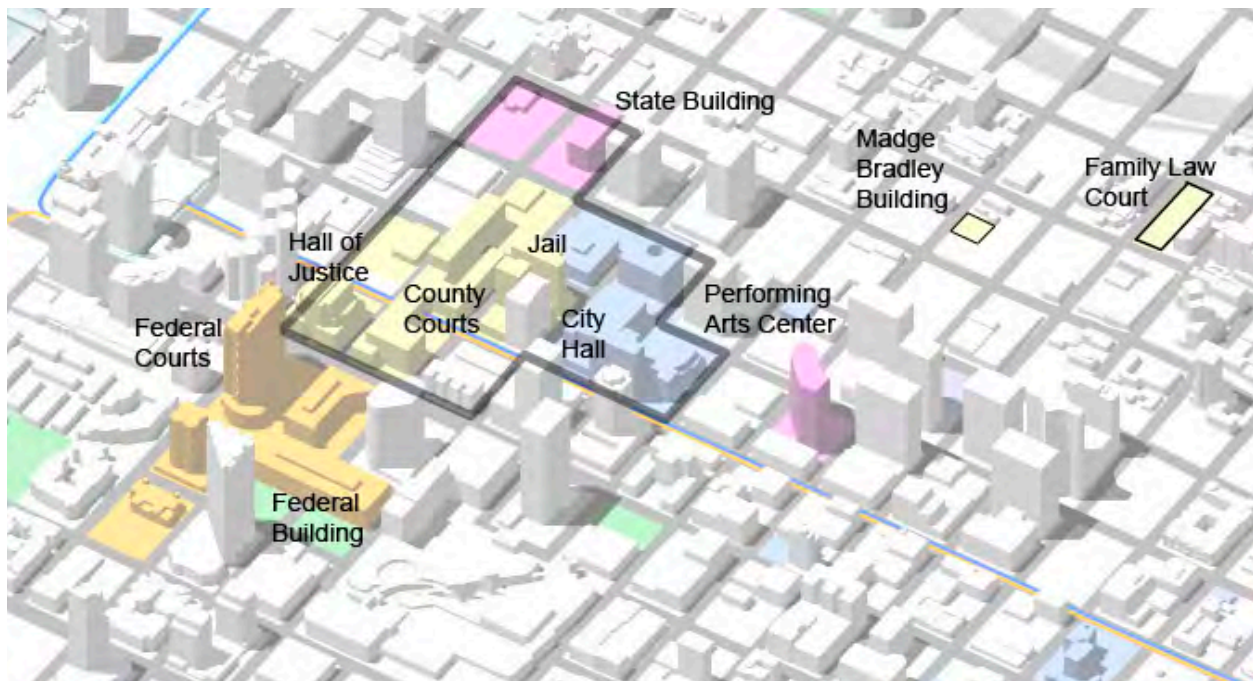 State Building
Madge
Bradley
Building
Family Law
Court
Hall of
Justice
Jail
County
Courts
Performing
Arts Center
City
Hall
Federal
Courts
Federal
Building